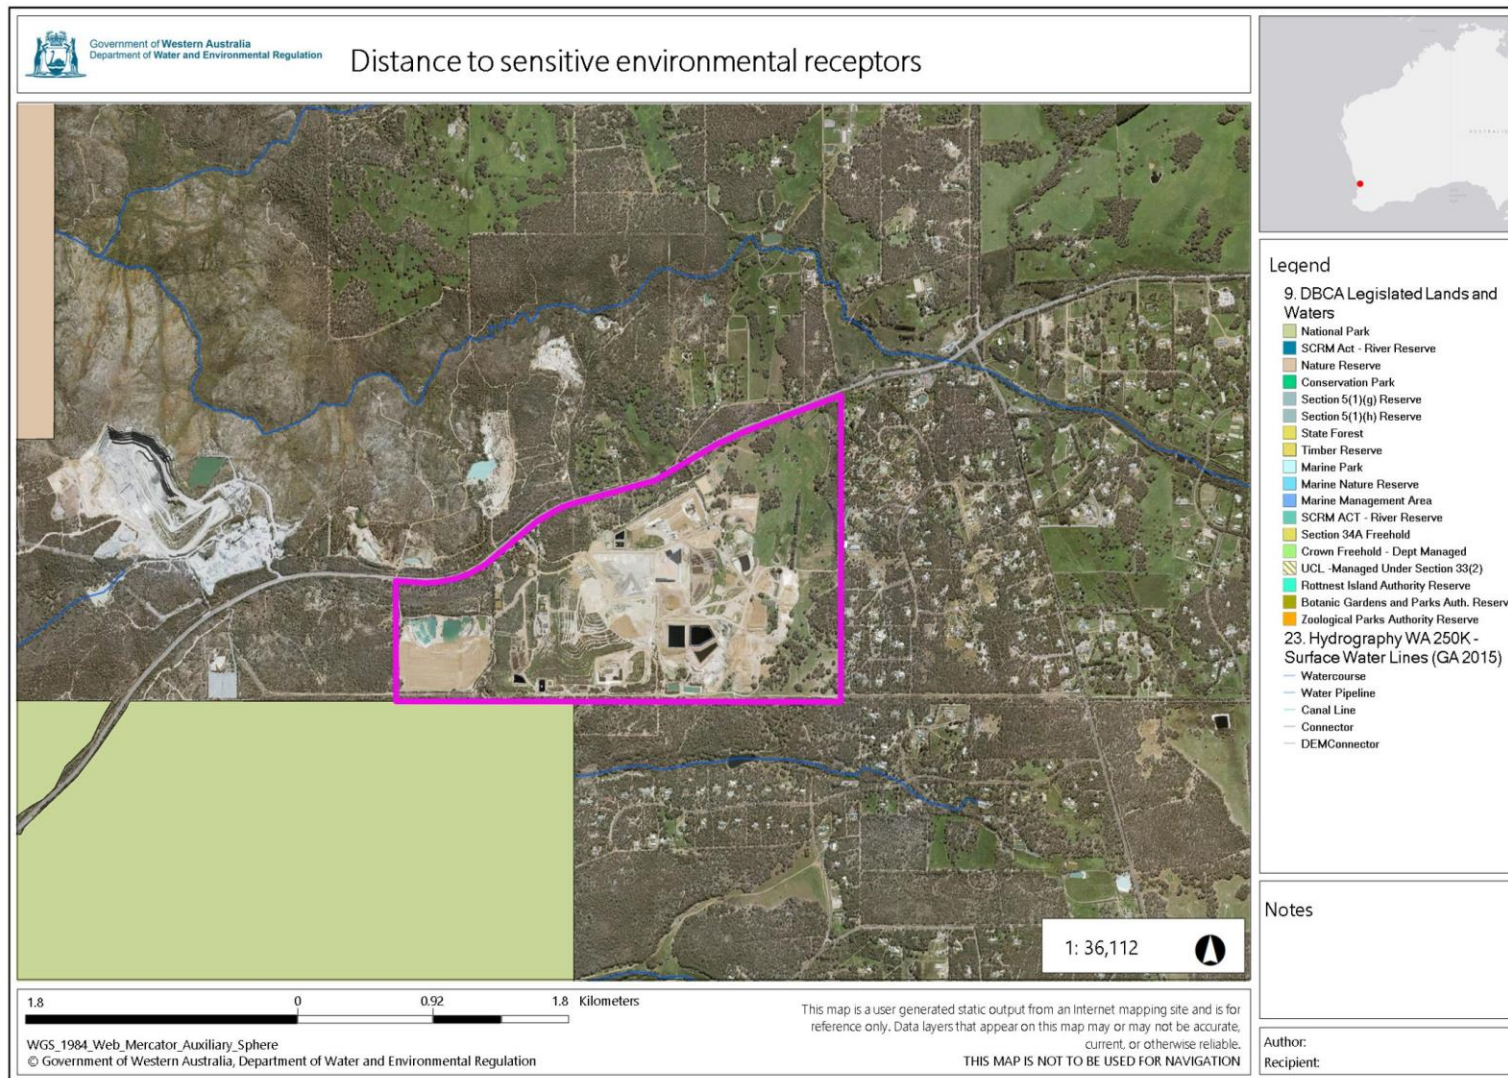 Government of Western Australia
Department of Water and Environmental Regulation
Distance to sensitive environmental receptors
Legend
9. DBCA Legislated Lands and
Waters
National Park
SCRM Act - River Reserve
Nature Reserve
Conservation Park
Section 5(1)(g) Reserve
Section 5(1)(h) Reserve
State Forest
Timber Reserve
Marine Park
Marine Nature Reserve
Marine Management Area
SCRM ACT - River Reserve
Section 34A Freehold
Crown Freehold - Dept Managed
UCL -Managed Under Section 33(2)
Rottnest Island Authority Reserve
Botanic Gardens and Parks Auth. Reserv
Zoological Parks Authority Reserve
23. Hydrography WA 250K -
Surface Water Lines (GA 2015)
Watercourse
Water Pipeline
Canal Line
Connector
DEMConnector
Notes
1: 36,112
1.8 0 0.92 1.8 Kilometers
WGS_1984_Web_Mercator_Auxiliary_Sphere
© Government of Western Australia, Department of Water and Environmental Regulation
This map is a user generated static output from an Internet mapping site and is for
reference only. Data layers that appear on this map may or may not be accurate,
current, or otherwise reliable.
THIS MAP IS NOT TO BE USED FOR NAVIGATION
Author:
Recipient: